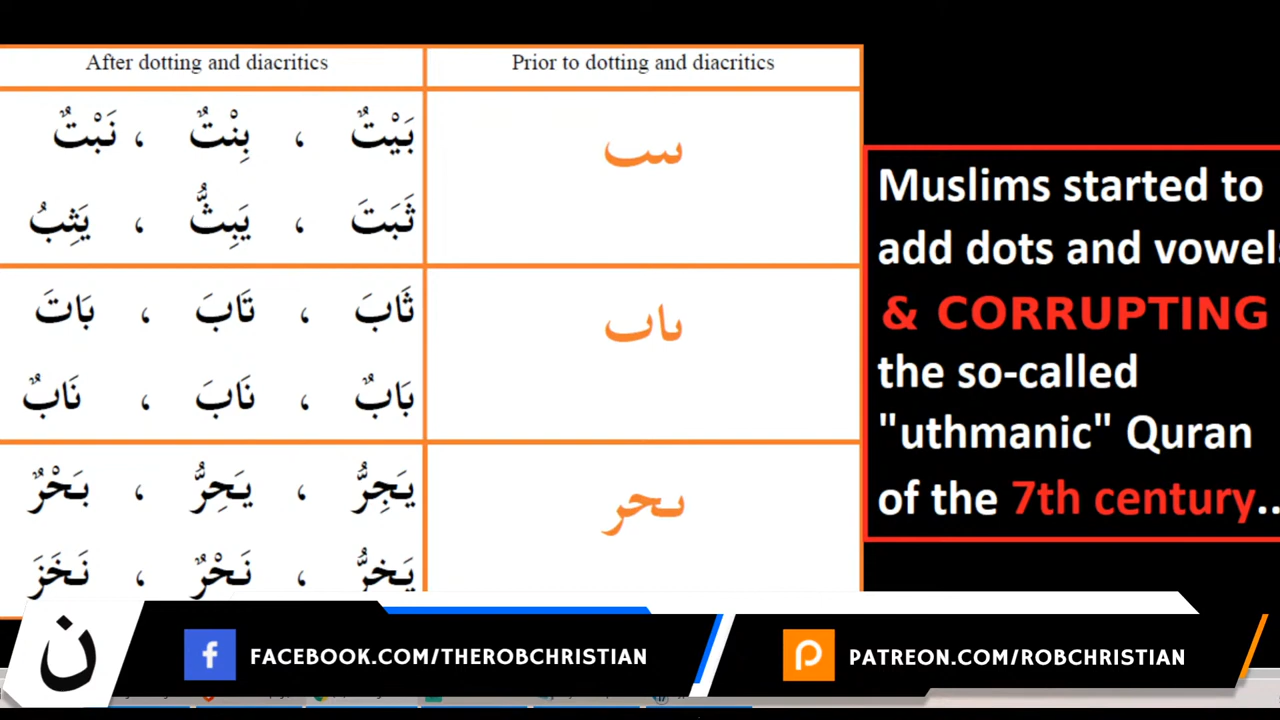 After dotting and diacritics
Prior to dotting and diacritics
بَيْتٌ ، بِنْتٌ ، نَبْتٌ
ثَبَتَ ، يَبِثُّ ، يَثِبُ
ٮٮٮ
ثَابَ ، تَابَ ، بَاتَ
بَابٌ ، نَابَ ، نَابٌ
ٮاٮ
يَجِرُّ ، يَحِرُّ ، بَحْرٌ
يَخِرُّ ، نَحْرٌ ، نَخَزَ
ٮحر
Muslims started to
add dots and vowels
& CORRUPTING
the so-called
"uthmanic" Quran
of the 7th century..
ن
FACEBOOK.COM/THEROBCHRISTIAN
PATREON.COM/ROBCHRISTIAN